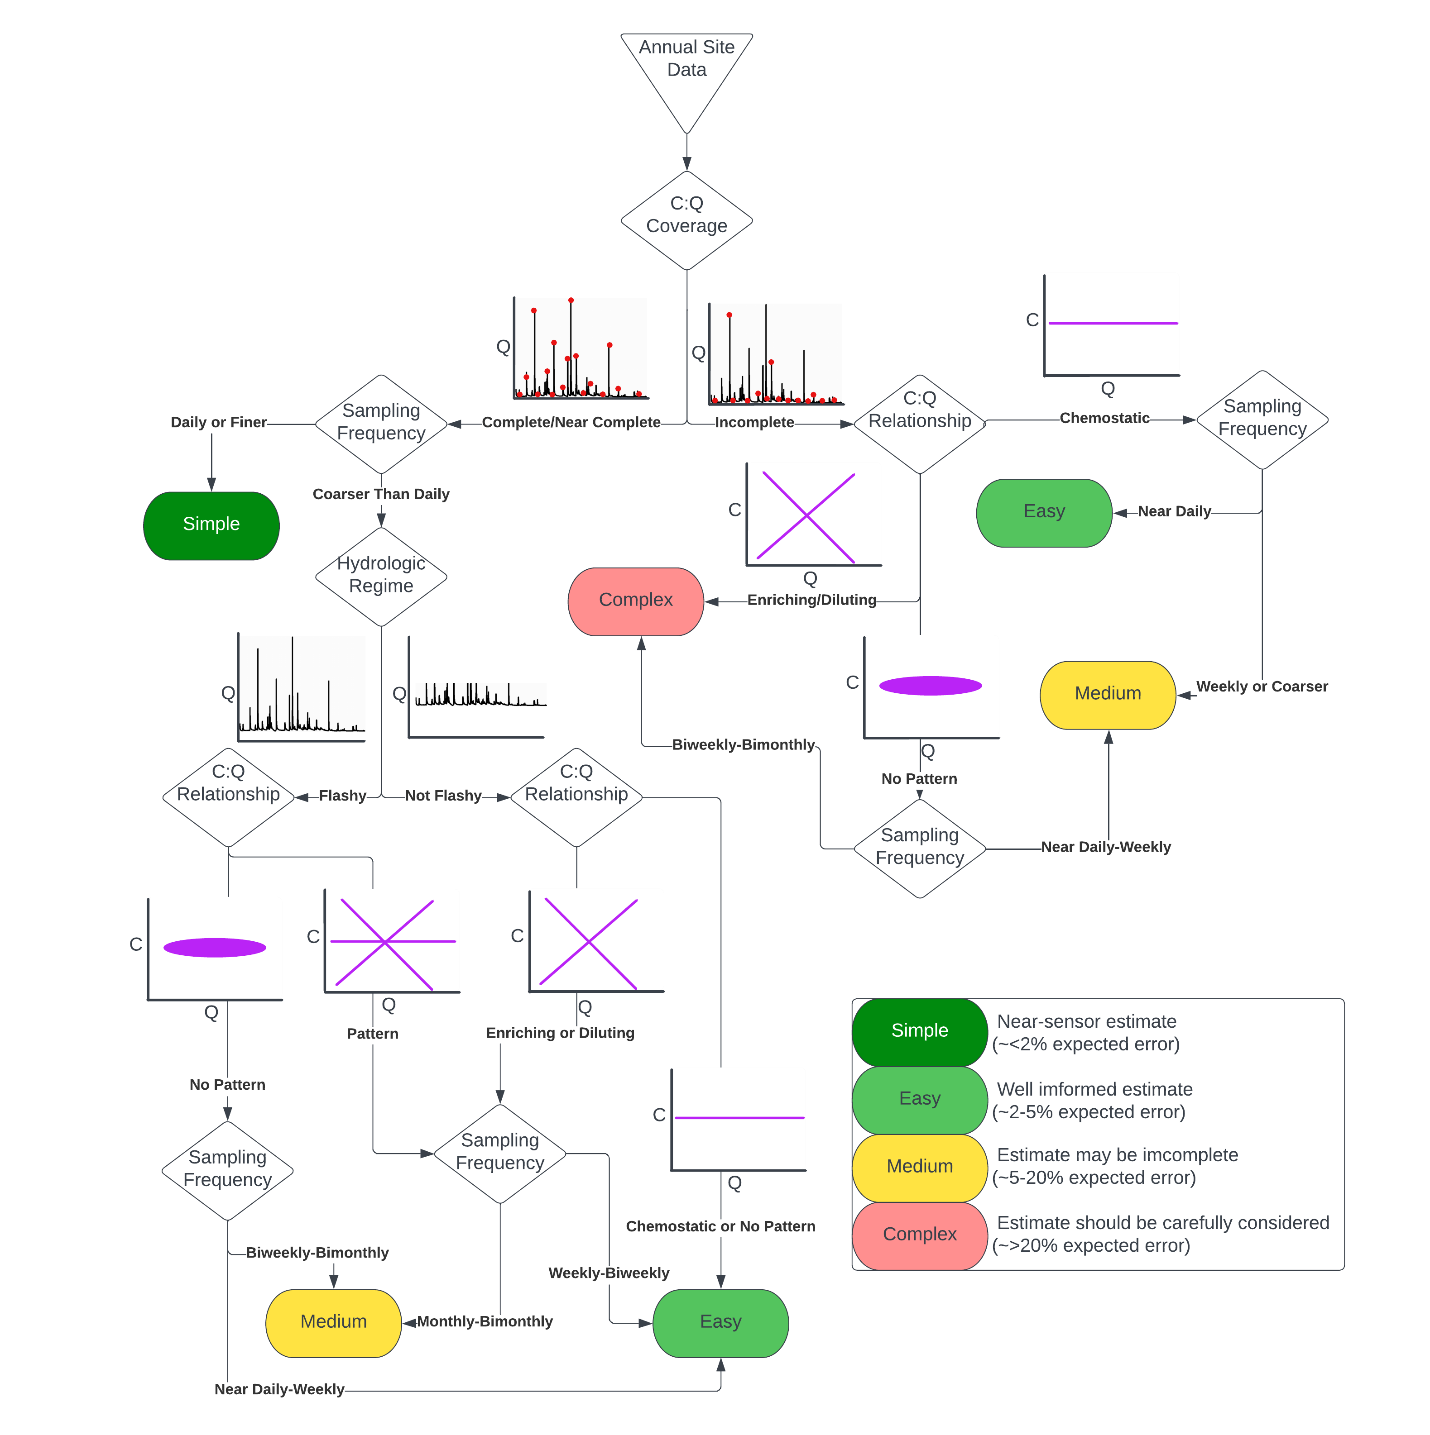 Annual Site
Data
C:Q
Coverage
Q
Q
C
Q
Complete/Near Complete
Incomplete
Sampling
Frequency
Daily or Finer
Simple
Coarser Than Daily
Hydrologic
Regime
C:Q
Relationship
Chemostatic
Sampling
Frequency
Near Daily
Easy
Weekly or Coarser
Medium
C
Q
Enriching/Diluting
Complex
C
Q
No Pattern
Sampling
Frequency
Biweekly-Bimonthly
Near Daily-Weekly
Q
Q
Flashy
Not Flashy
C:Q
Relationship
C:Q
Relationship
C
Q
C
Q
C
Q
No Pattern
Pattern
Enriching or Diluting
Sampling
Frequency
Sampling
Frequency
C
Q
Chemostatic or No Pattern
Biweekly-Bimonthly
Weekly-Biweekly
Medium
Monthly-Bimonthly
Easy
Near Daily-Weekly
Simple
Near-sensor estimate
(~<2% expected error)
Easy
Well imformed estimate
(~2-5% expected error)
Medium
Estimate may be imcomplete
(~5-20% expected error)
Complex
Estimate should be carefully considered
(~>20% expected error)